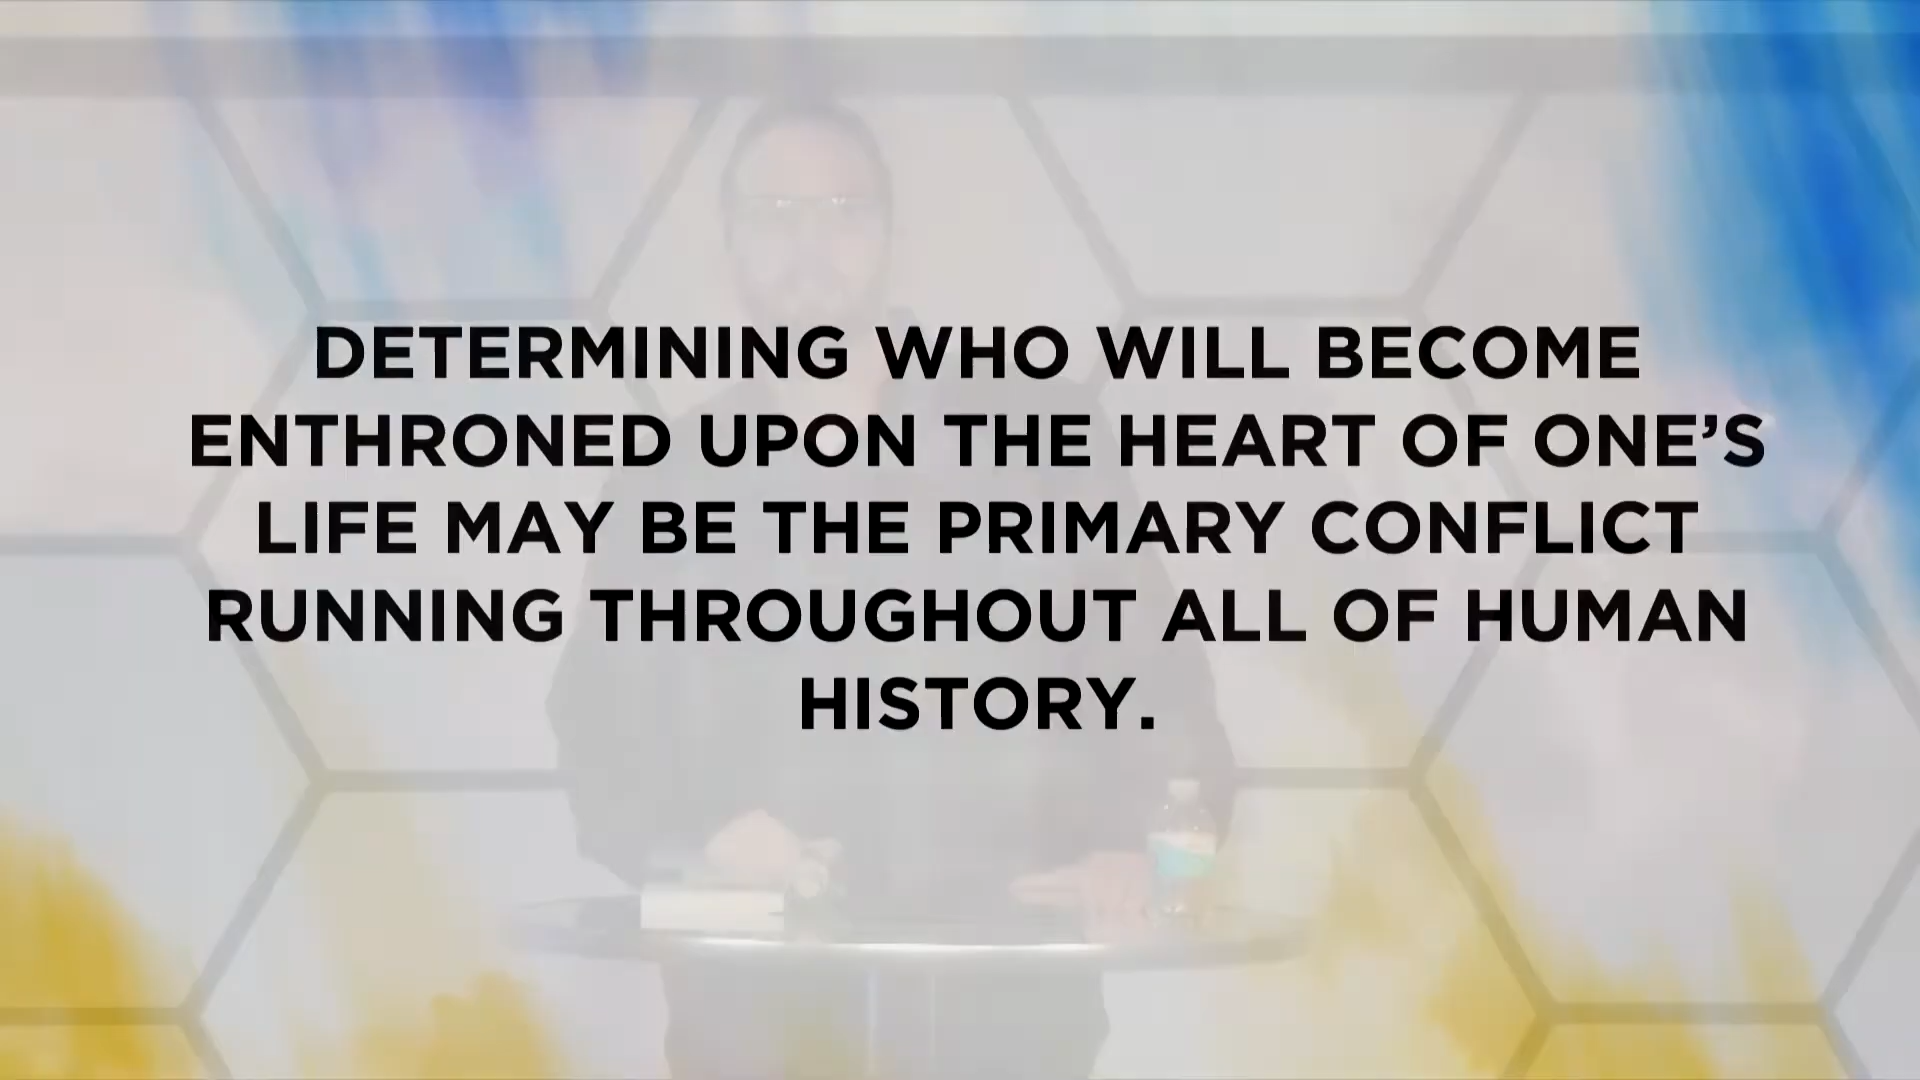 DETERMINING WHO WILL BECOME
ENTHRONED UPON THE HEART OF ONE’S
LIFE MAY BE THE PRIMARY CONFLICT
RUNNING THROUGHOUT ALL OF HUMAN
HISTORY.